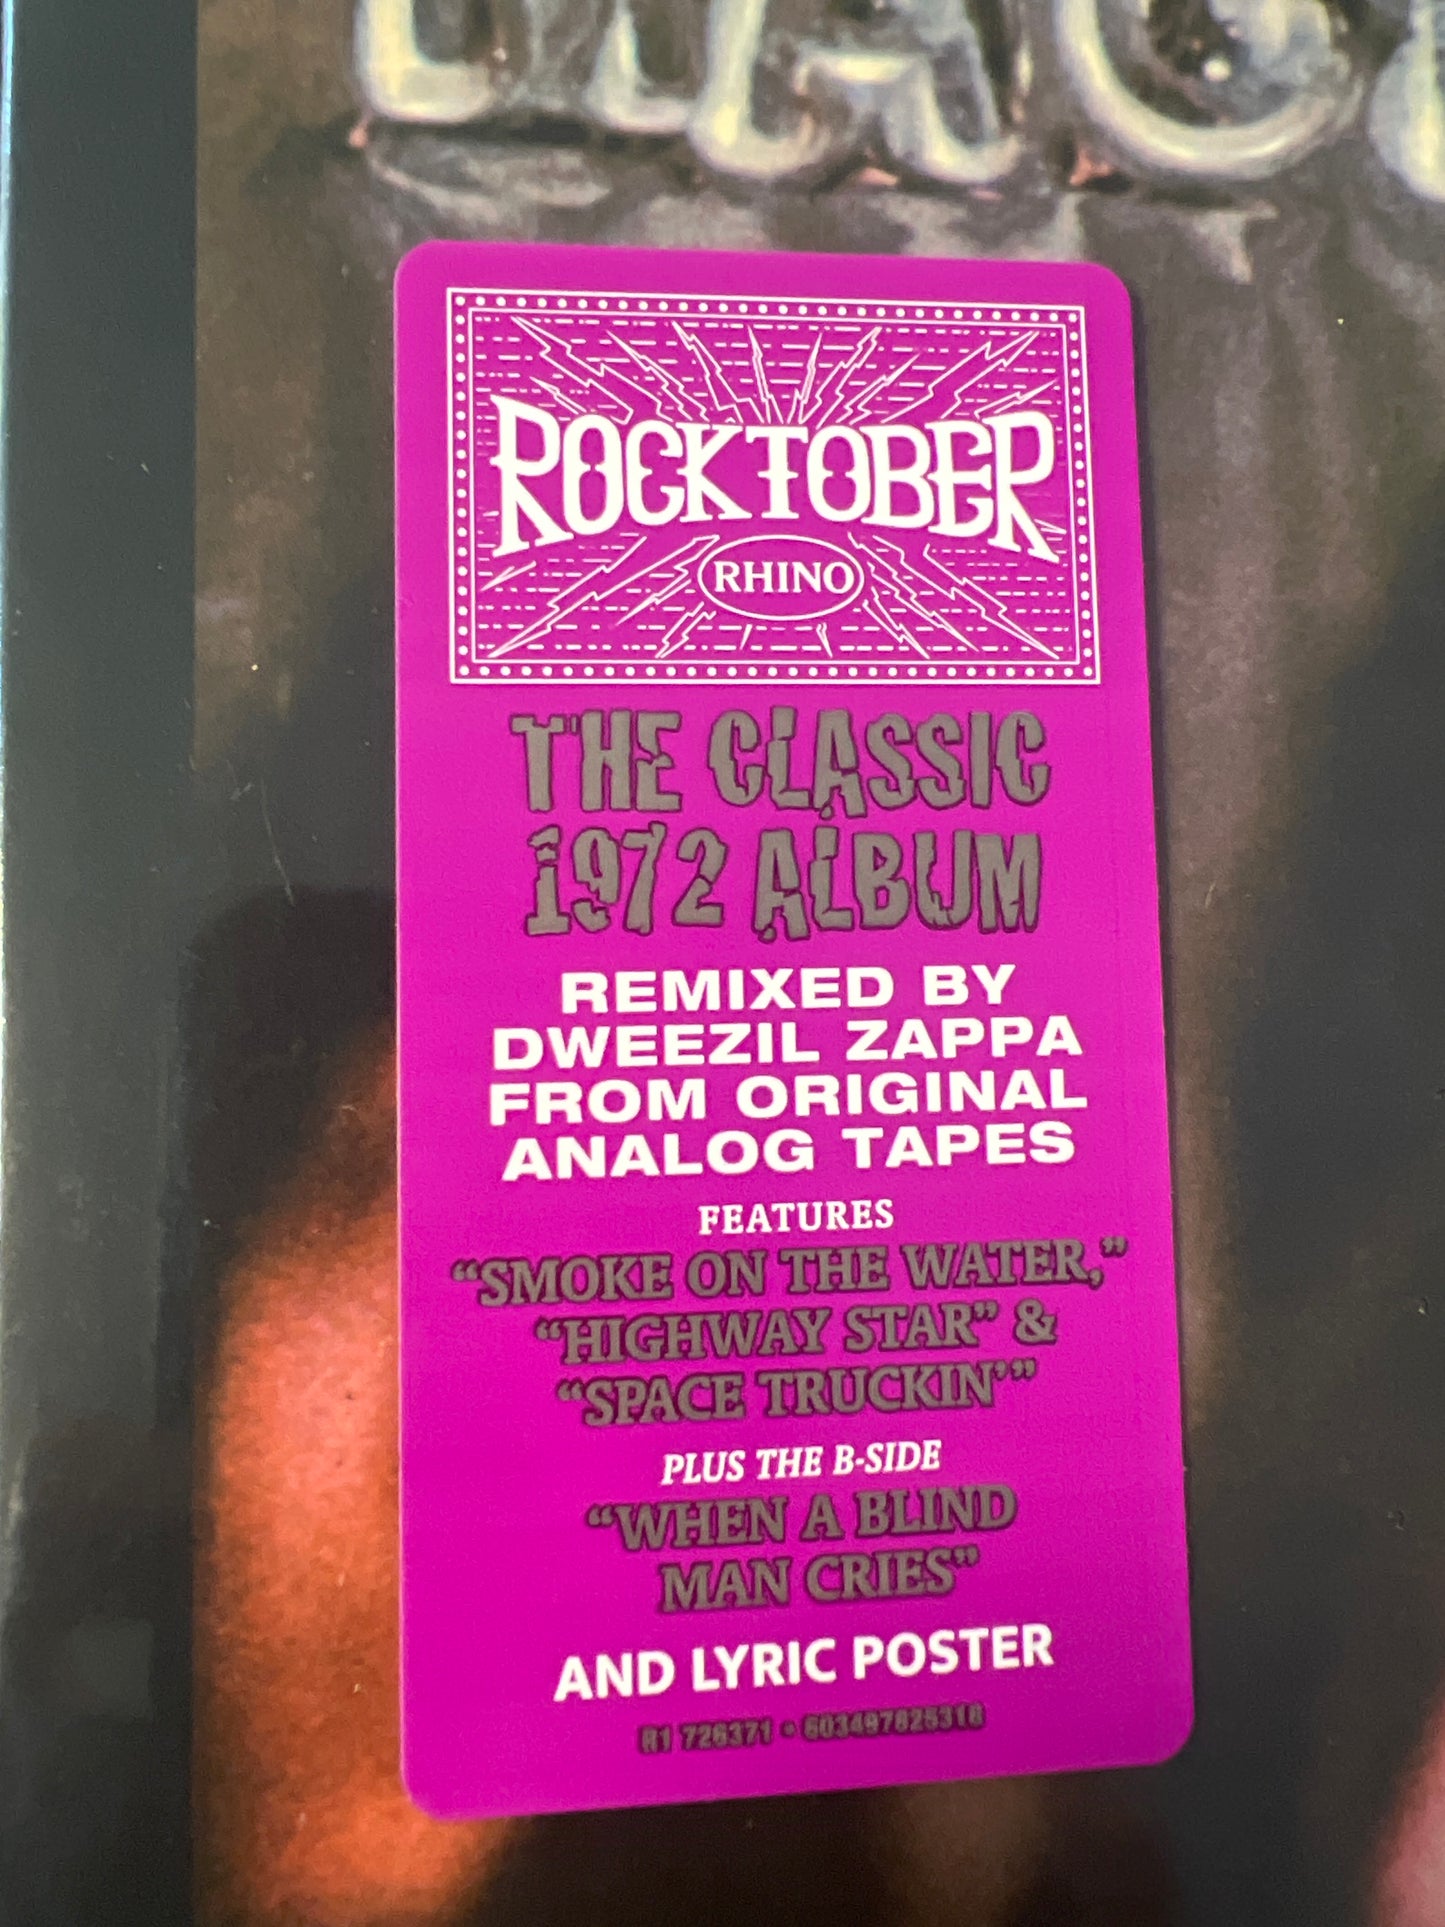 ROCKTOBER
RHINO
THE CLASSIC
1972 ALBUM
REMIXED BY
DWEEZIL ZAPPA
FROM ORIGINAL
ANALOG TAPES
FEATURES
“SMOKE ON THE WATER,”
“HIGHWAY STAR” &
“SPACE TRUCKIN’”
PLUS THE B-SIDE
“WHEN A BLIND
MAN CRIES”
AND LYRIC POSTER
R1 726371 • 603497825318